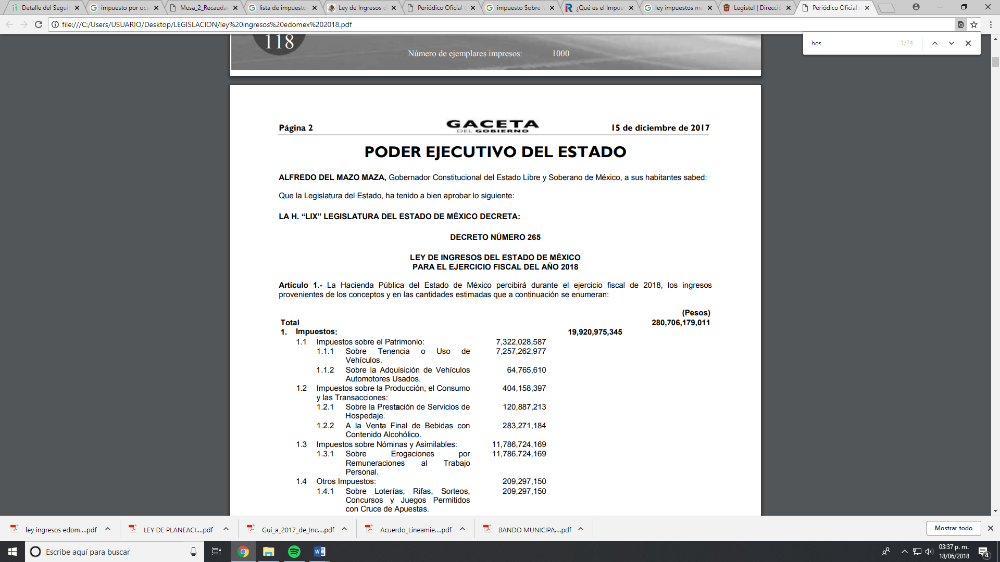 Detalle del Seguir
impuesto por ocu
Mesa_2_Recauda
lista de impuesto
Ley de Ingresos d
Periódico Oficial
impuesto Sobre l
¿Qué es el Impue
ley impuestos mu
Legistel | Direcció
Periódico Oficial
file:///C:/Users/USUARIO/Desktop/LEGISLACION/ley%20ingresos%20edomex%202018.pdf
hos 1/24
118
Número de ejemplares impresos: 1000
Página 2 GACETA DEL GOBIERNO 15 de diciembre de 2017
PODER EJECUTIVO DEL ESTADO
ALFREDO DEL MAZO MAZA, Gobernador Constitucional del Estado Libre y Soberano de México, a sus habitantes sabed:
Que la Legislatura del Estado, ha tenido a bien aprobar lo siguiente:
LA H. “LIX” LEGISLATURA DEL ESTADO DE MÉXICO DECRETA:
DECRETO NÚMERO 265
LEY DE INGRESOS DEL ESTADO DE MÉXICO
PARA EL EJERCICIO FISCAL DEL AÑO 2018
Artículo 1.- La Hacienda Pública del Estado de México percibirá durante el ejercicio fiscal de 2018, los ingresos
provenientes de los conceptos y en las cantidades estimadas que a continuación se enumeran:
(Pesos)
Total 280,706,179,011
1. Impuestos: 19,920,975,345
1.1 Impuestos sobre el Patrimonio: 7,322,028,587
1.1.1 Sobre Tenencia o Uso de 7,257,262,977
Vehículos.
1.1.2 Sobre la Adquisición de Vehículos 64,765,610
Automotores Usados.
1.2 Impuestos sobre la Producción, el Consumo 404,158,397
y las Transacciones:
1.2.1 Sobre la Prestación de Servicios de 120,887,213
Hospedaje.
1.2.2 A la Venta Final de Bebidas con 283,271,184
Contenido Alcohólico.
1.3 Impuestos sobre Nóminas y Asimilables: 11,786,724,169
1.3.1 Sobre Erogaciones por 11,786,724,169
Remuneraciones al Trabajo
Personal.
1.4 Otros Impuestos: 209,297,150
1.4.1 Sobre Loterías, Rifas, Sorteos, 209,297,150
Concursos y Juegos Permitidos
con Cruce de Apuestas.
ley ingresos edom....pdf
LEY DE PLANEACI....pdf
Gui_a_2017_de_Inc....pdf
Acuerdo_Lineamie....pdf
BANDO MUNICIPA....pdf
Mostrar todo
Escribe aquí para buscar
03:37 p. m.
18/06/2018
4